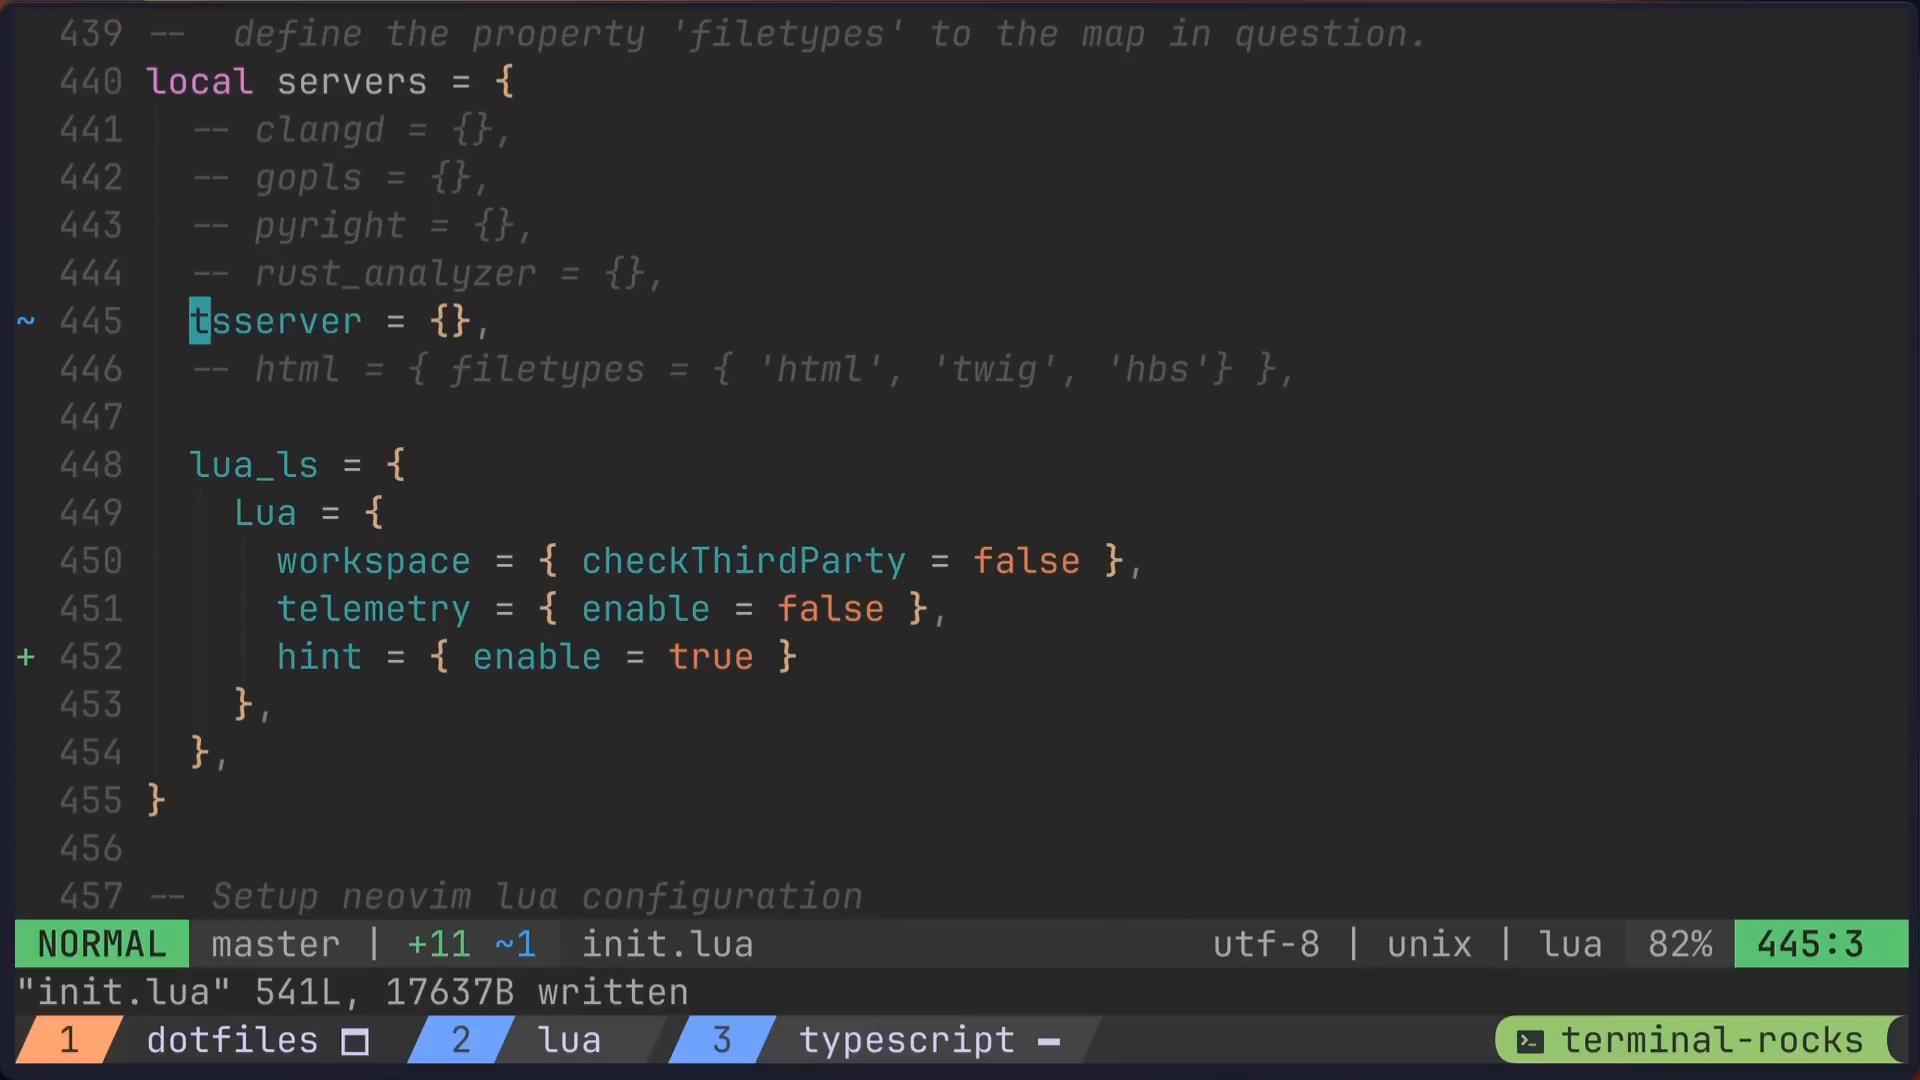 439 --  define the property 'filetypes' to the map in question.
440 local servers = {
441   -- clangd = {},
442   -- gopls = {},
443   -- pyright = {},
444   -- rust_analyzer = {},
~ 445   tsserver = {},
446   -- html = { filetypes = { 'html', 'twig', 'hbs'} },
447
448   lua_ls = {
449     Lua = {
450       workspace = { checkThirdParty = false },
451       telemetry = { enable = false },
+ 452       hint = { enable = true }
453     },
454   },
455 }
456
457 -- Setup neovim lua configuration
NORMAL master | +11 ~1 init.lua utf-8 | unix | lua 82% 445:3
"init.lua" 541L, 17637B written
1 dotfiles 2 lua 3 typescript terminal-rocks